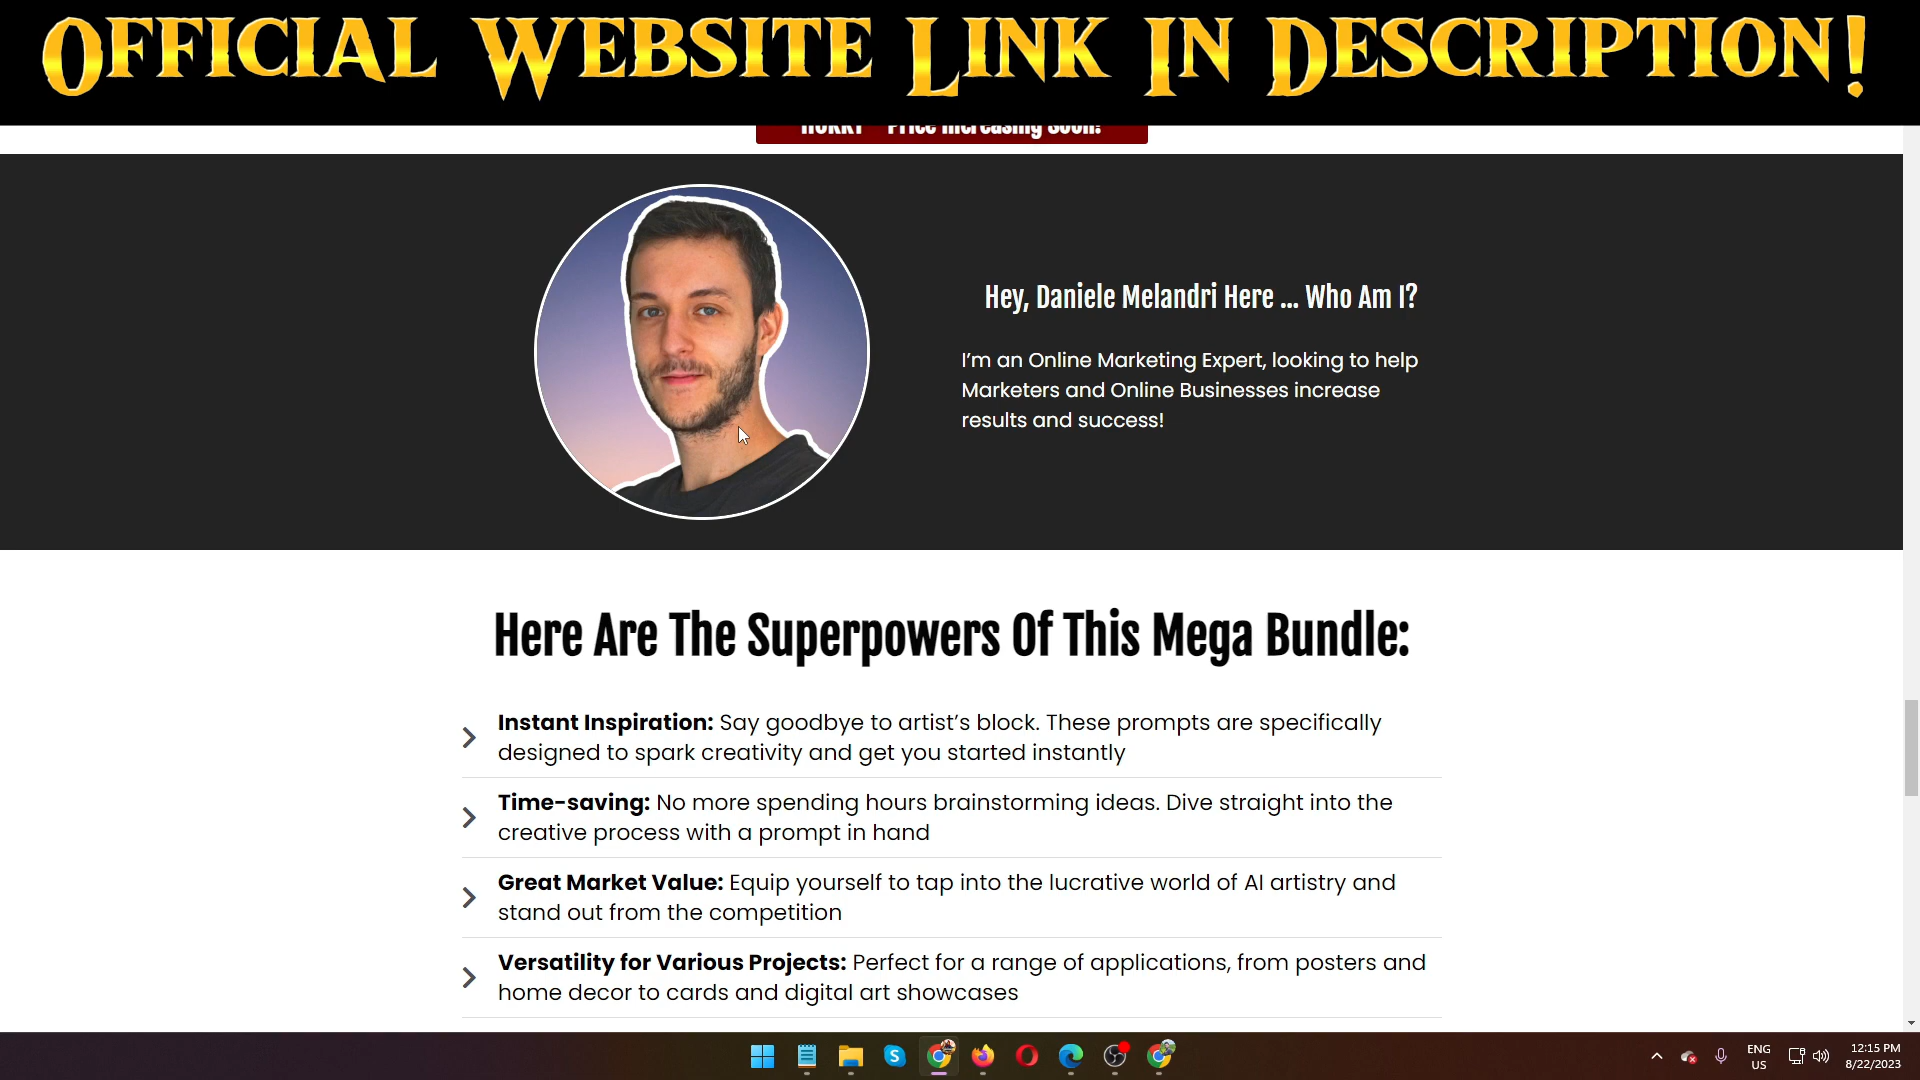 OFFICIAL WEBSITE LINK IN DESCRIPTION!
HURRY - Price Increasing Soon!
Hey, Daniele Melandri Here ... Who Am I?
I'm an Online Marketing Expert, looking to help
Marketers and Online Businesses increase
results and success!
Here Are The Superpowers Of This Mega Bundle:
Instant Inspiration: Say goodbye to artist's block. These prompts are specifically
designed to spark creativity and get you started instantly
Time-saving: No more spending hours brainstorming ideas. Dive straight into the
creative process with a prompt in hand
Great Market Value: Equip yourself to tap into the lucrative world of AI artistry and
stand out from the competition
Versatility for Various Projects: Perfect for a range of applications, from posters and
home decor to cards and digital art showcases
ENG
US
12:15 PM
8/22/2023